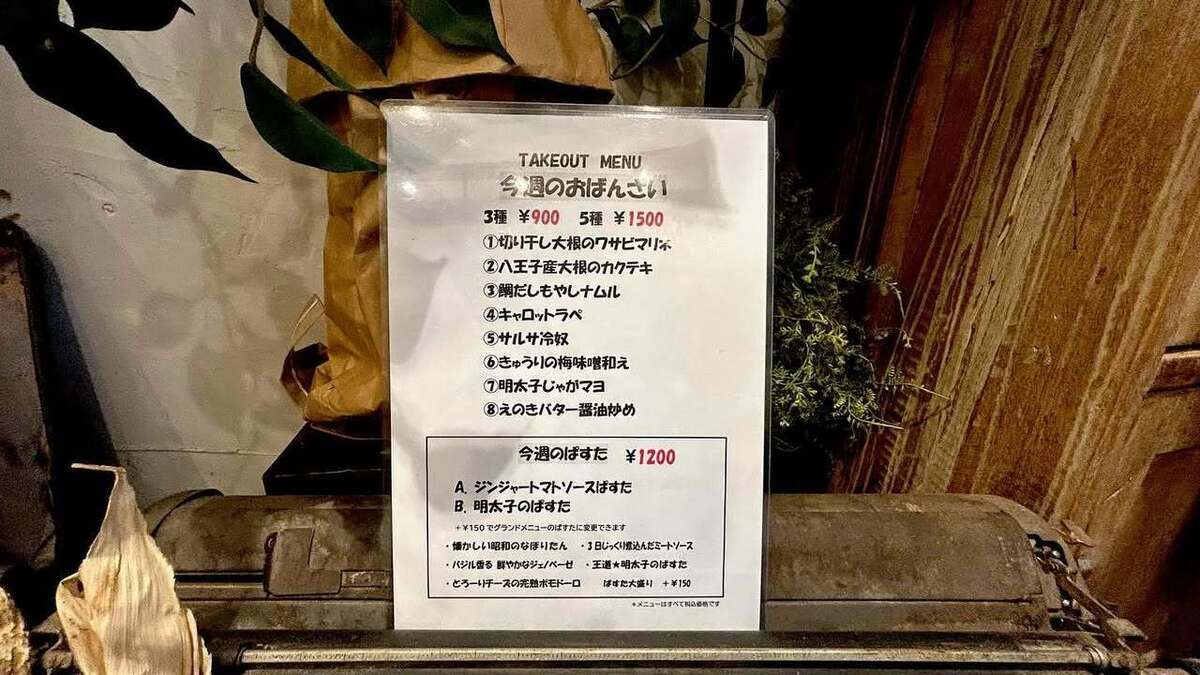 TAKEOUT MENU
今週のおばんざい
3種 ¥900 5種 ¥1500
①切り干し大根のワサビマリネ
②八王子産大根のカクテキ
③鯛だしもやしナムル
④キャロットラペ
⑤サルサ冷奴
⑥きゅうりの梅味噌和え
⑦明太子じゃがマヨ
⑧えのきバター醤油炒め
今週のぱすた ¥1200
A. ジンジャートマトソースぱすた
B. 明太子のぱすた
+¥150でグランドメニューのぱすたに変更できます
・懐かしい昭和のなぽりたん ・3日じっくり煮込んだミートソース
・バジル香る 鮮やかなジェノベーゼ ・王道★明太子のぱすた
・とろーりチーズの完熟ポモドーロ ぱすた大盛り +¥150
*メニューはすべて税込価格です